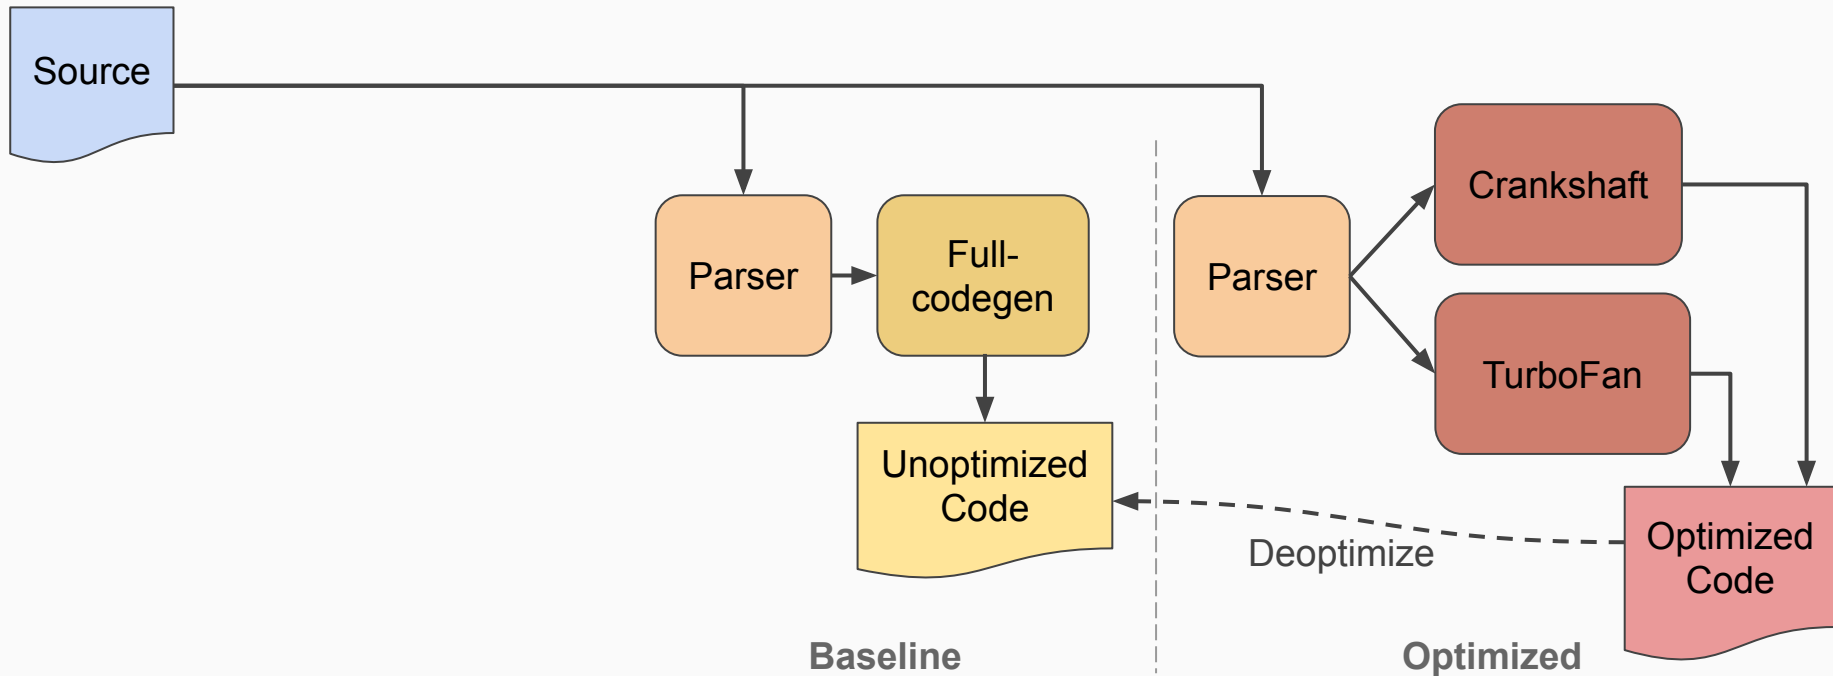 Source
Parser
Full-
codegen
Unoptimized
Code
Parser
Crankshaft
TurboFan
Optimized
Code
Deoptimize
Baseline
Optimized